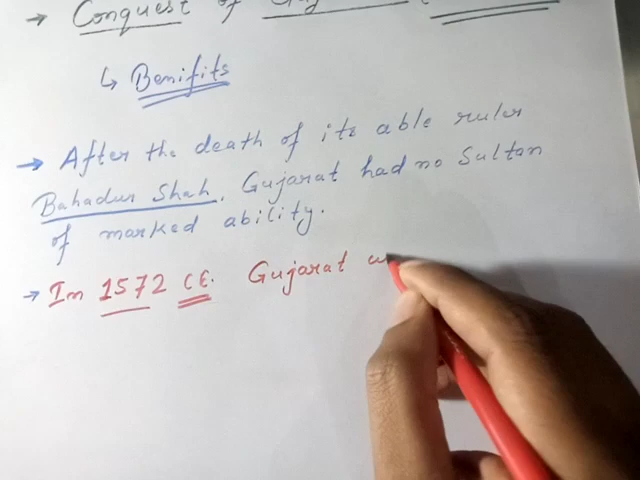 → Conquest of
↳ Benifits
→ After the death of its able ruler
Bahadur Shah, Gujarat had no Sultan
of marked ability.
→ In 1572 CE. Gujarat